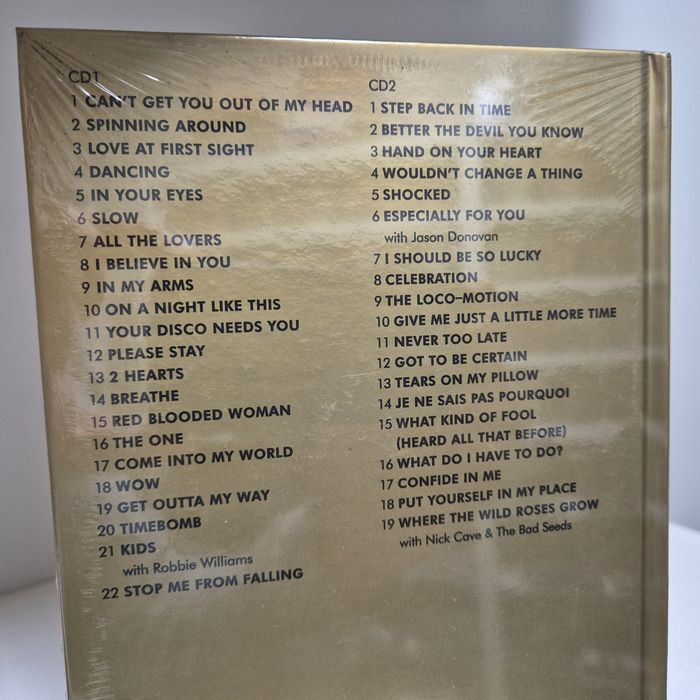 CD1
1 CAN'T GET YOU OUT OF MY HEAD
2 SPINNING AROUND
3 LOVE AT FIRST SIGHT
4 DANCING
5 IN YOUR EYES
6 SLOW
7 ALL THE LOVERS
8 I BELIEVE IN YOU
9 IN MY ARMS
10 ON A NIGHT LIKE THIS
11 YOUR DISCO NEEDS YOU
12 PLEASE STAY
13 2 HEARTS
14 BREATHE
15 RED BLOODED WOMAN
16 THE ONE
17 COME INTO MY WORLD
18 WOW
19 GET OUTTA MY WAY
20 TIMEBOMB
21 KIDS
with Robbie Williams
22 STOP ME FROM FALLING
CD2
1 STEP BACK IN TIME
2 BETTER THE DEVIL YOU KNOW
3 HAND ON YOUR HEART
4 WOULDN'T CHANGE A THING
5 SHOCKED
6 ESPECIALLY FOR YOU
with Jason Donovan
7 I SHOULD BE SO LUCKY
8 CELEBRATION
9 THE LOCO–MOTION
10 GIVE ME JUST A LITTLE MORE TIME
11 NEVER TOO LATE
12 GOT TO BE CERTAIN
13 TEARS ON MY PILLOW
14 JE NE SAIS PAS POURQUOI
15 WHAT KIND OF FOOL
(HEARD ALL THAT BEFORE)
16 WHAT DO I HAVE TO DO?
17 CONFIDE IN ME
18 PUT YOURSELF IN MY PLACE
19 WHERE THE WILD ROSES GROW
with Nick Cave & The Bad Seeds